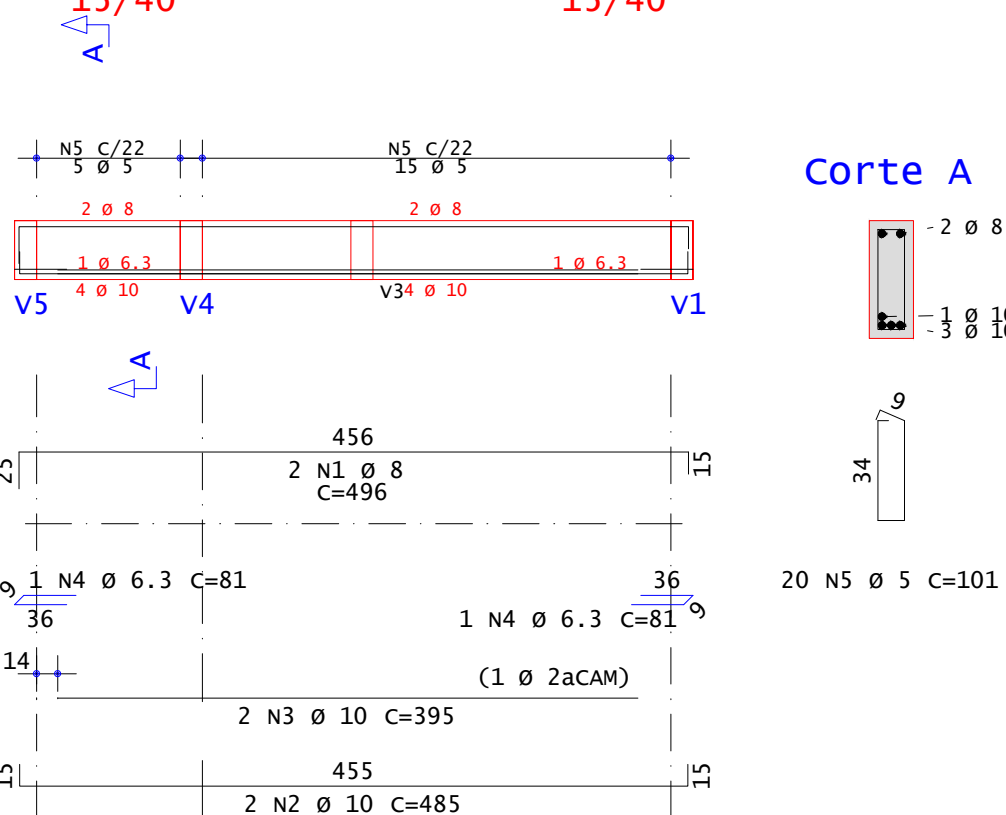 15/40
15/40
A
N5 C/22
5 Ø 5
N5 C/22
15 Ø 5
Corte A
2 Ø 8
2 Ø 8
2 Ø 8
1 Ø 6.3
1 Ø 6.3
4 Ø 10
V3
4 Ø 10
V5
V4
V1
1 Ø 10
3 Ø 10
A
9
34
456
25
15
2 N1 Ø 8
C=496
9
1 N4 Ø 6.3 C=81
36
36
1 N4 Ø 6.3 C=81
9
20 N5 Ø 5 C=101
14
(1 Ø 2aCAM)
2 N3 Ø 10 C=395
15
455
15
2 N2 Ø 10 C=485